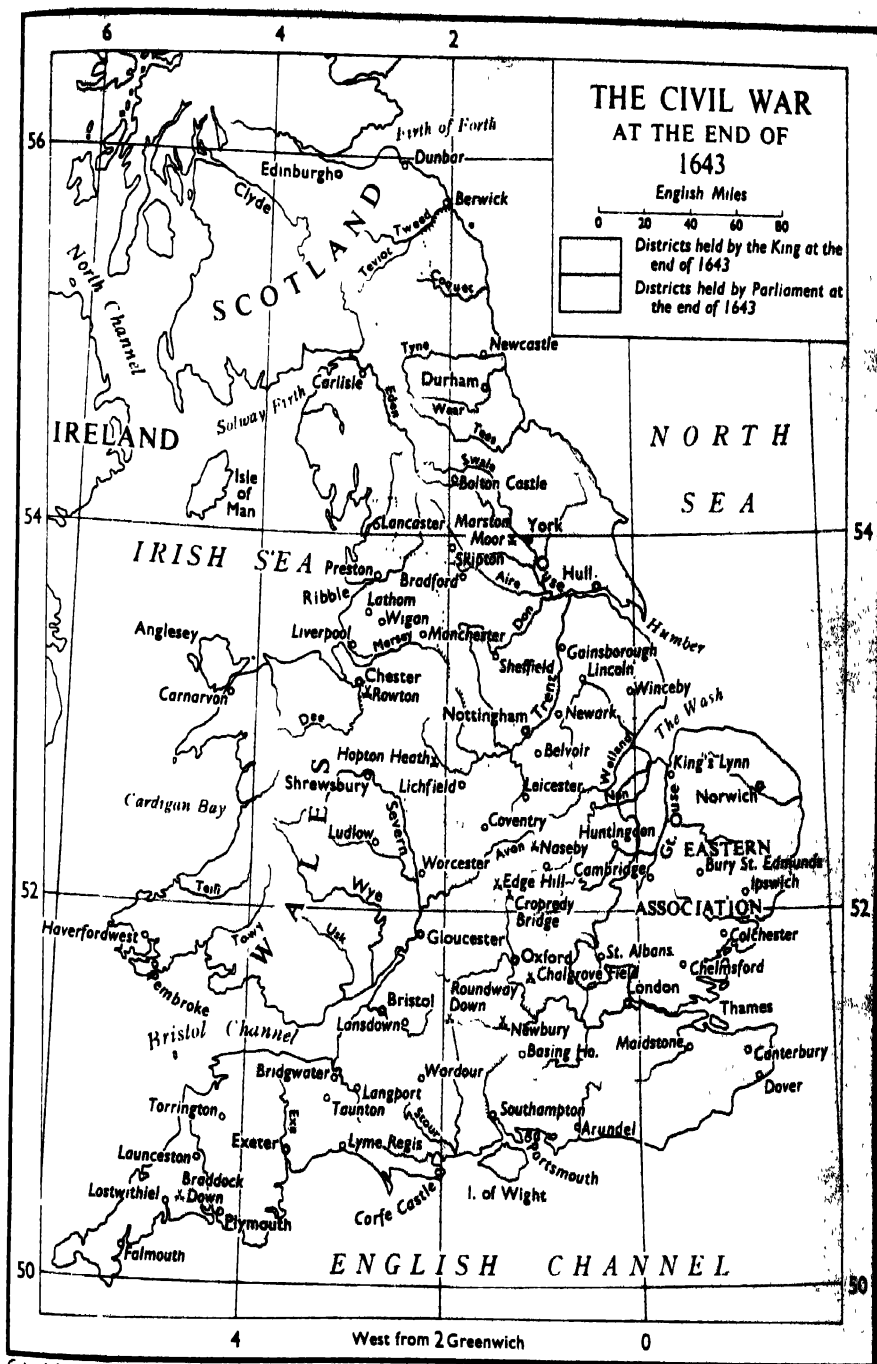 6 4 2
THE CIVIL WAR
AT THE END OF
1643
English Miles
0 20 40 60 80
Districts held by the King at the
end of 1643
Districts held by Parliament at
the end of 1643
Firth of Forth
56
Edinburgh
Dunbar
Clyde
Berwick
Tweed
Teviot
SCOTLAND
North Channel
Coquet
Tyne
Newcastle
Carlisle
Durham
Solway Firth
Eden
Wear
IRELAND
Tees
NORTH
SEA
Swale
Isle
of
Man
Bolton Castle
54
Lancaster
Marston
Moor
York
54
IRISH SEA
Skipton
Preston
Bradford
Aire
Ouse
Hull
Ribble
Lathom
Wigan
Don
Anglesey
Liverpool
Mersey
Manchester
Humber
Sheffield
Gainsborough
Lincoln
Chester
Rowton
Winceby
Carnarvon
Trent
Dee
Nottingham
Newark
The Wash
Hopton Heath
Belvoir
Welland
King's Lynn
Shrewsbury
Lichfield
Leicester
Nen
Norwich
Cardigan Bay
Severn
Coventry
Gt. Ouse
Ludlow
Avon
Naseby
Huntingdon
EASTERN
Worcester
Cambridge
Bury St. Edmunds
Edge Hill
Ipswich
52
Teifi
Wye
Cropredy
Bridge
ASSOCIATION
52
WALES
Usk
Towy
Haverfordwest
Gloucester
Colchester
Oxford
St. Albans
Chalgrove Field
Chelmsford
Pembroke
Bristol
Roundway
Down
London
Thames
Bristol Channel
Lansdown
Newbury
Basing Ho.
Maidstone
Canterbury
Bridgwater
Wordour
Dover
Langport
Torrington
Taunton
Stour
Southampton
Arundel
Exe
Exeter
Lyme Regis
Launceston
Portsmouth
Braddock
Down
Corfe Castle
I. of Wight
Lostwithiel
Plymouth
Falmouth
50
ENGLISH CHANNEL
50
4 West from 2 Greenwich 0